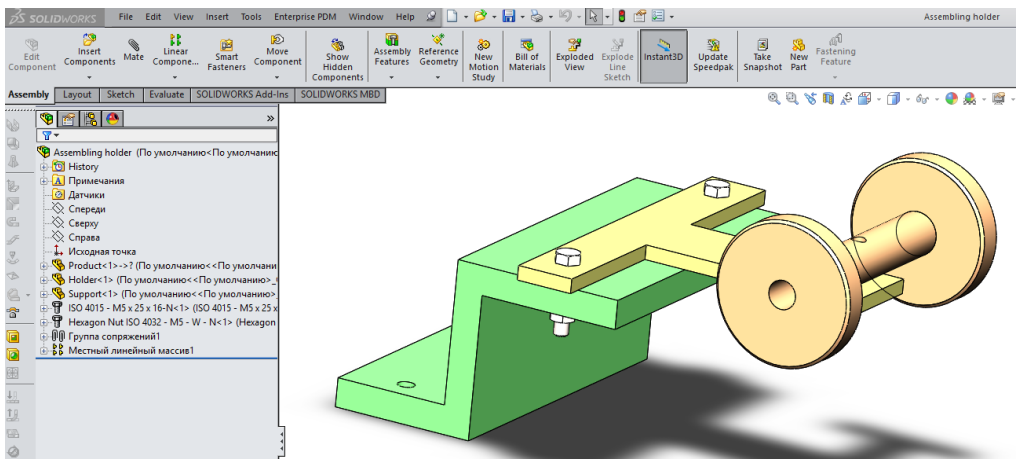 SOLIDWORKS File Edit View Insert Tools Enterprise PDM Window Help Assembling holder
Edit Component
Insert Components
Mate
Linear Compone...
Smart Fasteners
Move Component
Show Hidden Components
Assembly Features
Reference Geometry
New Motion Study
Bill of Materials
Exploded View
Explode Line Sketch
Instant3D
Update Speedpak
Take Snapshot
New Part
Fastening Feature
Assembly Layout Sketch Evaluate SOLIDWORKS Add-Ins SOLIDWORKS MBD
Assembling holder (По умолчанию<По умолчанию
History
Примечания
Датчики
Спереди
Сверху
Справа
Исходная точка
Product<1>->? (По умолчанию<<По умолчани
Holder<1> (По умолчанию<<По умолчанию>_
Support<1> (По умолчанию<<По умолчанию>_
ISO 4015 - M5 x 25 x 16-N<1> (ISO 4015 - M5 x 25 x
Hexagon Nut ISO 4032 - M5 - W - N<1> (Hexagon
Группа сопряжений1
Местный линейный массив1